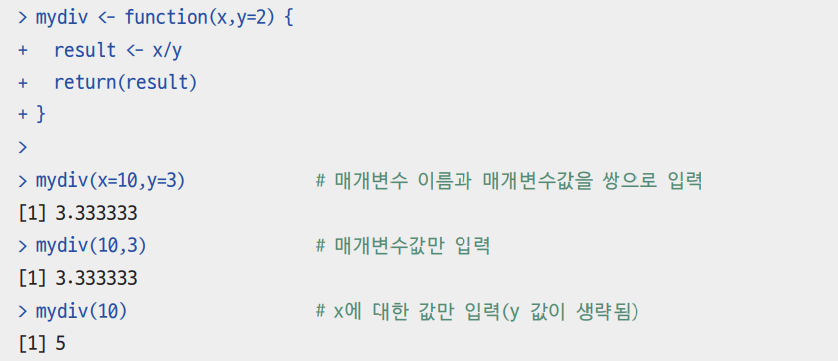 > mydiv <- function(x,y=2) {
+   result <- x/y
+   return(result)
+ }
>
> mydiv(x=10,y=3) # 매개변수 이름과 매개변수값을 쌍으로 입력
[1] 3.333333
> mydiv(10,3) # 매개변수값만 입력
[1] 3.333333
> mydiv(10) # x에 대한 값만 입력(y 값이 생략됨)
[1] 5